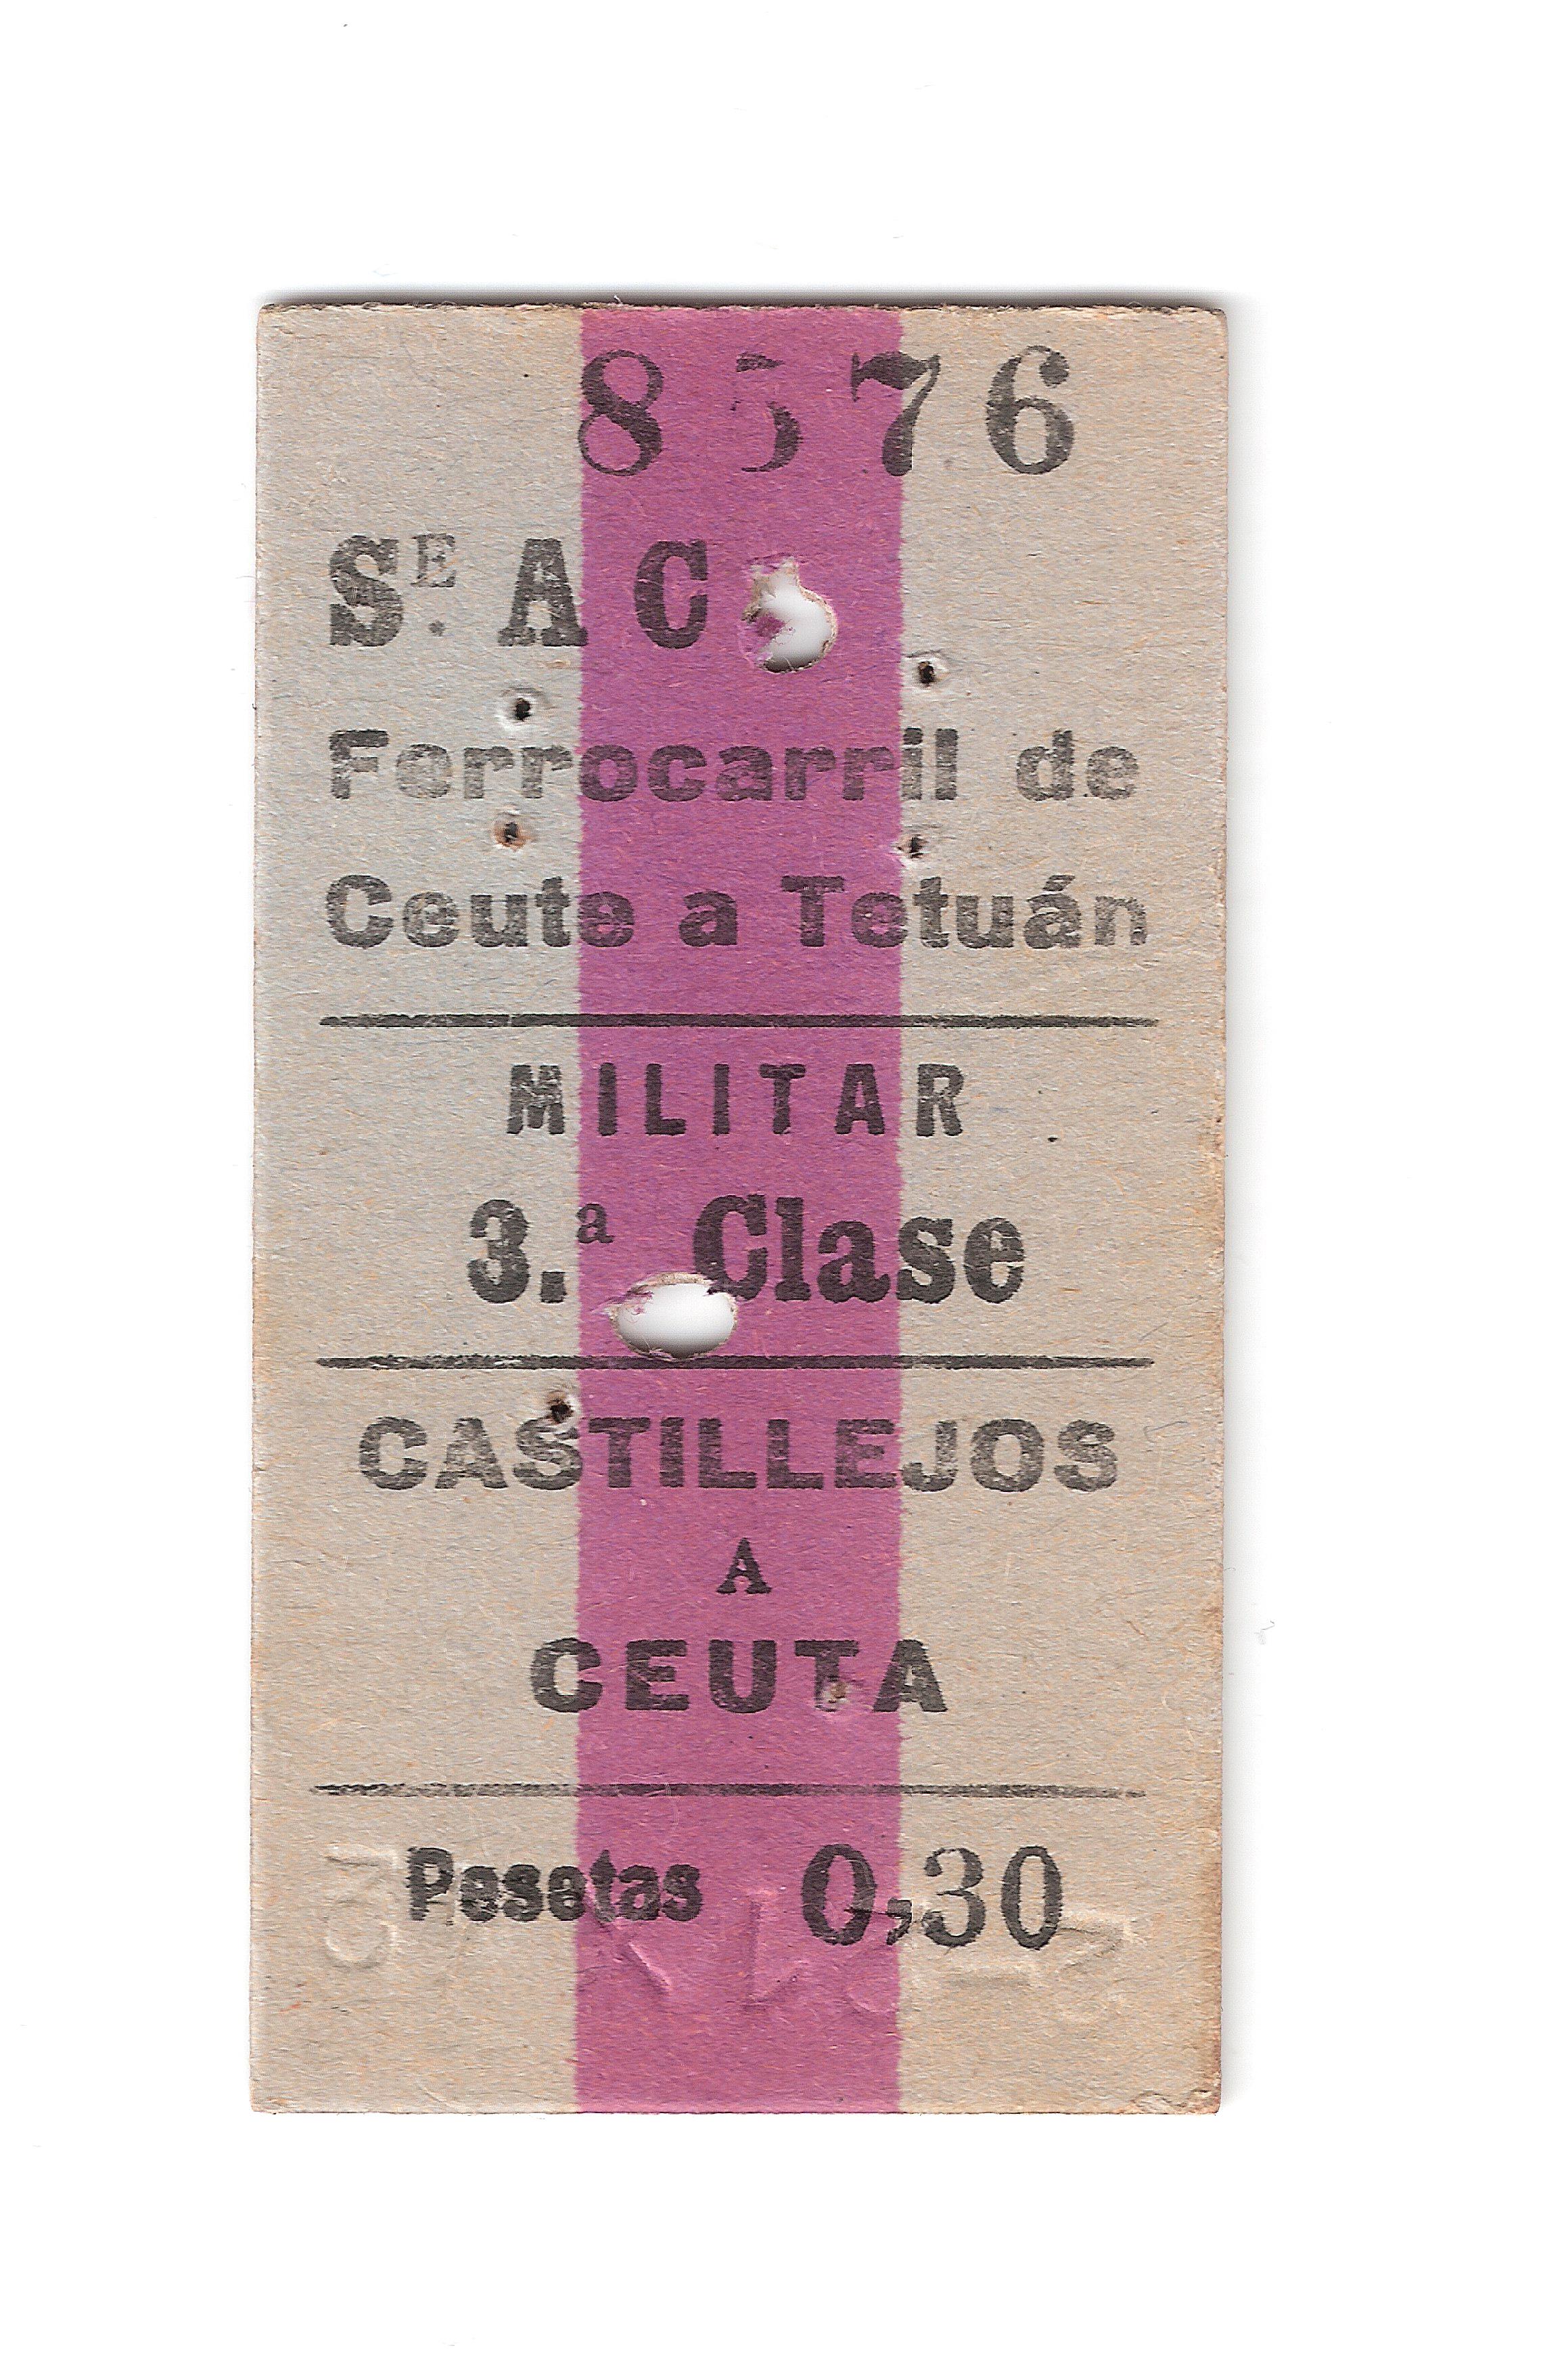 8576
Sᴱ. A C
Ferrocarril de
Ceute a Tetuán
MILITAR
3.ª Clase
CASTILLEJOS
A
CEUTA
Pesetas 0,30